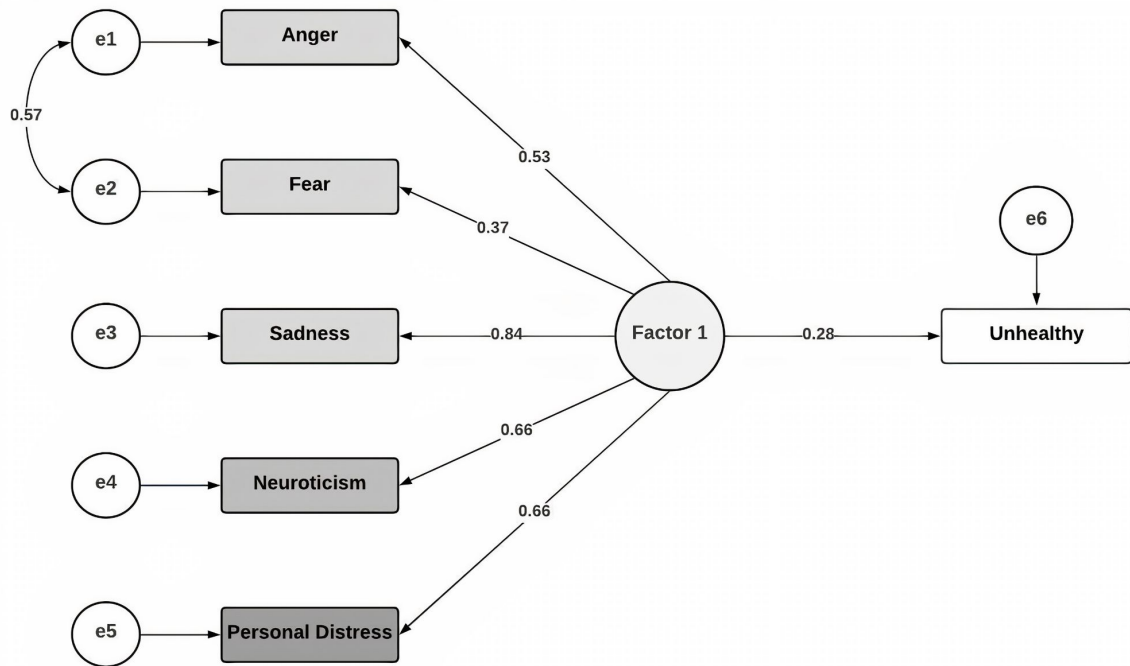 e1
Anger
0.57
0.53
e2
Fear
0.37
e6
e3
Sadness
0.84
Factor 1
0.28
Unhealthy
0.66
e4
Neuroticism
0.66
e5
Personal Distress